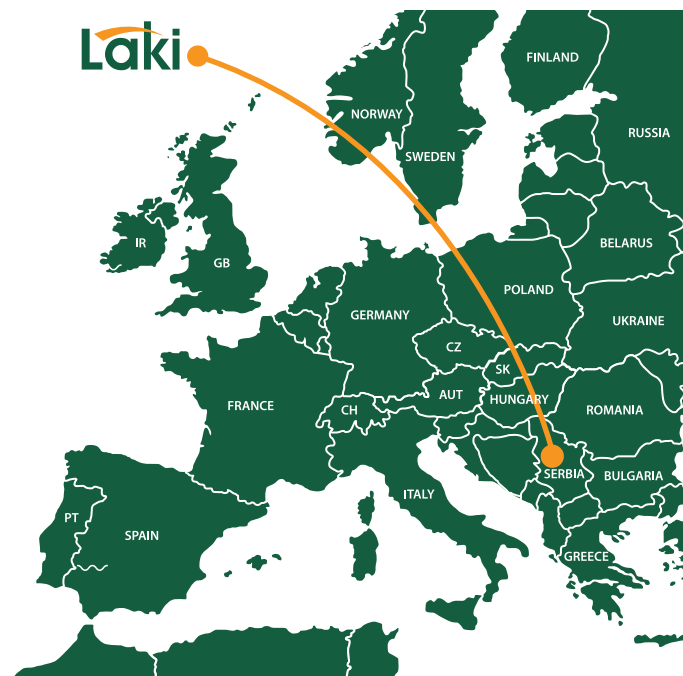 Laki
FINLAND
NORWAY
RUSSIA
SWEDEN
IR
GB
BELARUS
POLAND
GERMANY
UKRAINE
CZ
SK
AUT
HUNGARY
FRANCE
CH
ROMANIA
SERBIA
BULGARIA
ITALY
PT
SPAIN
GREECE